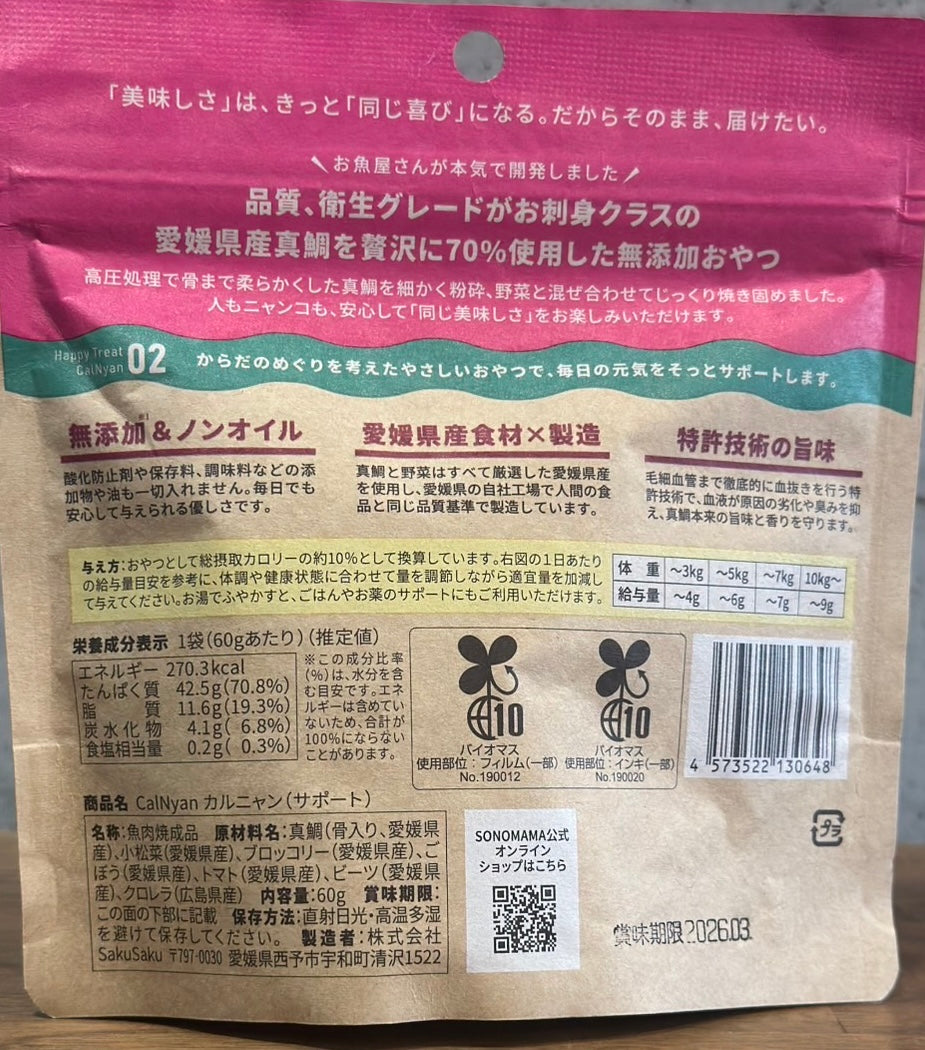 「美味しさ」は、きっと「同じ喜び」になる。だからそのまま、届けたい。
お魚屋さんが本気で開発しました
品質、衛生グレードがお刺身クラスの
愛媛県産真鯛を贅沢に70%使用した無添加おやつ
高圧処理で骨まで柔らかくした真鯛を細かく粉砕、野菜と混ぜ合わせてじっくり焼き固めました。
人もニャンコも、安心して「同じ美味しさ」をお楽しみいただけます。
Happy Treat
CalNyan 02
からだのめぐりを考えたやさしいおやつで、毎日の元気をそっとサポートします。
無添加※1&ノンオイル
酸化防止剤や保存料、調味料などの添
加物や油も一切入れません。毎日でも
安心して与えられる優しさです。
愛媛県産食材×製造
真鯛と野菜はすべて厳選した愛媛県産
を使用し、愛媛県の自社工場で人間の食
品と同じ品質基準で製造しています。
特許技術の旨味
毛細血管まで徹底的に血抜きを行う特
許技術で、血液が原因の劣化や臭みを抑
え、真鯛本来の旨味と香りを守ります。
与え方:おやつとして総摂取カロリーの約10%として換算しています。右図の1日あたり
の給与量目安を参考に、体調や健康状態に合わせて量を調節しながら適宜量を加減し
て与えてください。お湯でふやかすと、ごはんやお薬のサポートにもご利用いただけます。
体 重 〜3kg 〜5kg 〜7kg 10kg〜
給与量 〜4g 〜6g 〜7g 〜9g
栄養成分表示 1袋(60gあたり)(推定値)
エネルギー 270.3kcal
たんぱく質 42.5g(70.8%)
脂 質 11.6g(19.3%)
炭水化物 4.1g( 6.8%)
食塩相当量 0.2g( 0.3%)
※この成分比率
(%)は、水分を含
む目安です。エネ
ルギーは含めてい
ないため、合計が
100%にならない
ことがあります。
10
バイオマス
使用部位:フィルム(一部)
No.190012
10
バイオマス
使用部位:インキ(一部)
No.190020
4 573522 130648
商品名 CalNyan カルニャン(サポート)
名称:魚肉焼成品 原材料名:真鯛(骨入り、愛媛県
産)、小松菜(愛媛県産)、ブロッコリー(愛媛県産)、ご
ぼう(愛媛県産)、トマト(愛媛県産)、ビーツ(愛媛県
産)、クロレラ(広島県産) 内容量:60g 賞味期限:
この面の下部に記載 保存方法:直射日光・高温多湿
を避けて保存してください。 製造者:株式会社
SakuSaku 〒797-0030 愛媛県西予市宇和町清沢1522
SONOMAMA公式
オンライン
ショップはこちら
プラ
賞味期限 2026.03